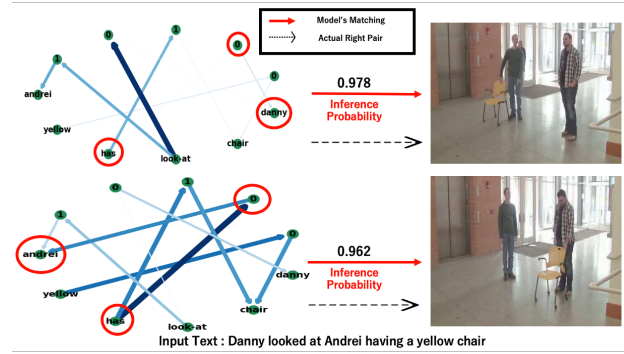 Model's Matching
Actual Right Pair
0
1
0
1
0
andrei
yellow
has
look-at
chair
danny
0.978
Inference
Probability
1
0
0
1
0
andrei
yellow
has
look-at
chair
danny
0.962
Inference
Probability
Input Text : Danny looked at Andrei having a yellow chair